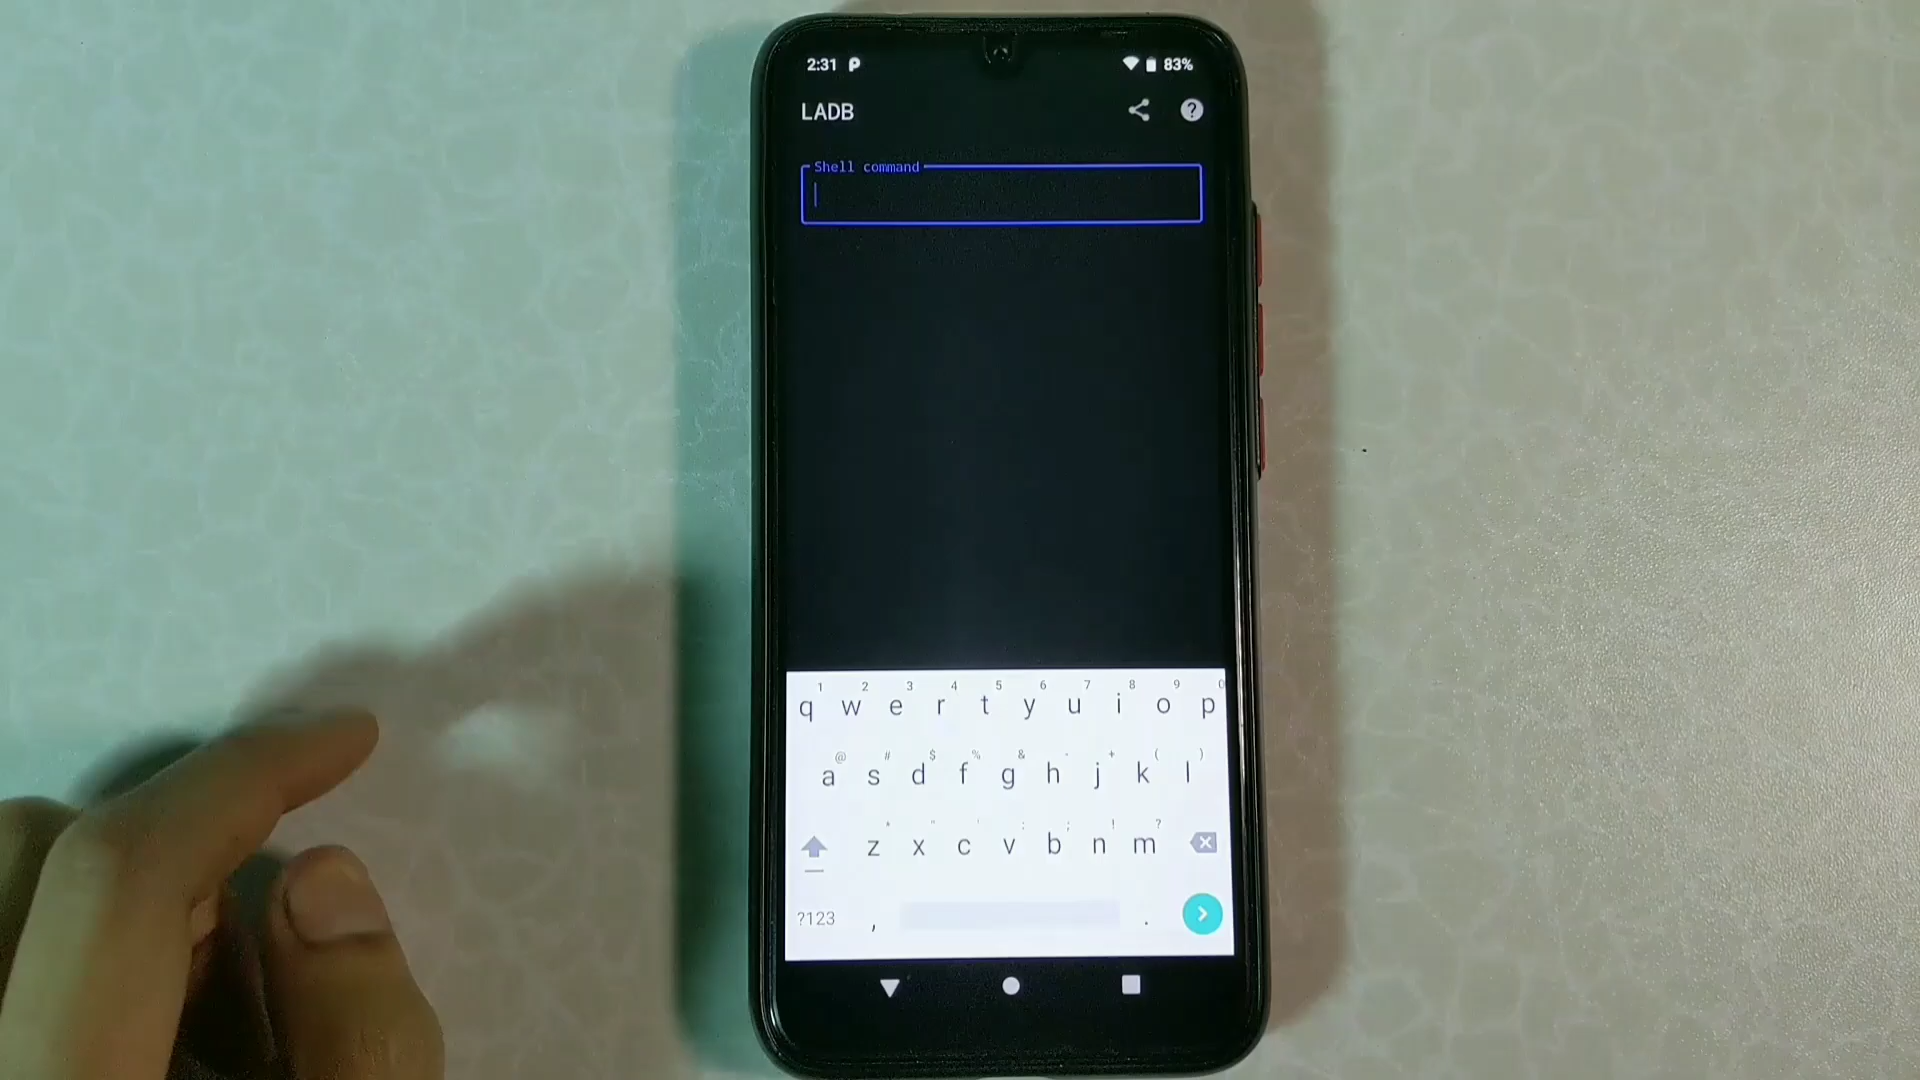 2:31 P 83%
LADB ?
Shell command
1 2 3 4 5 6 7 8 9 0
q w e r t y u i o p
@ # $ % & - + ( )
a s d f g h j k l
* " ' : ; ! ?
z x c v b n m
?123 , .